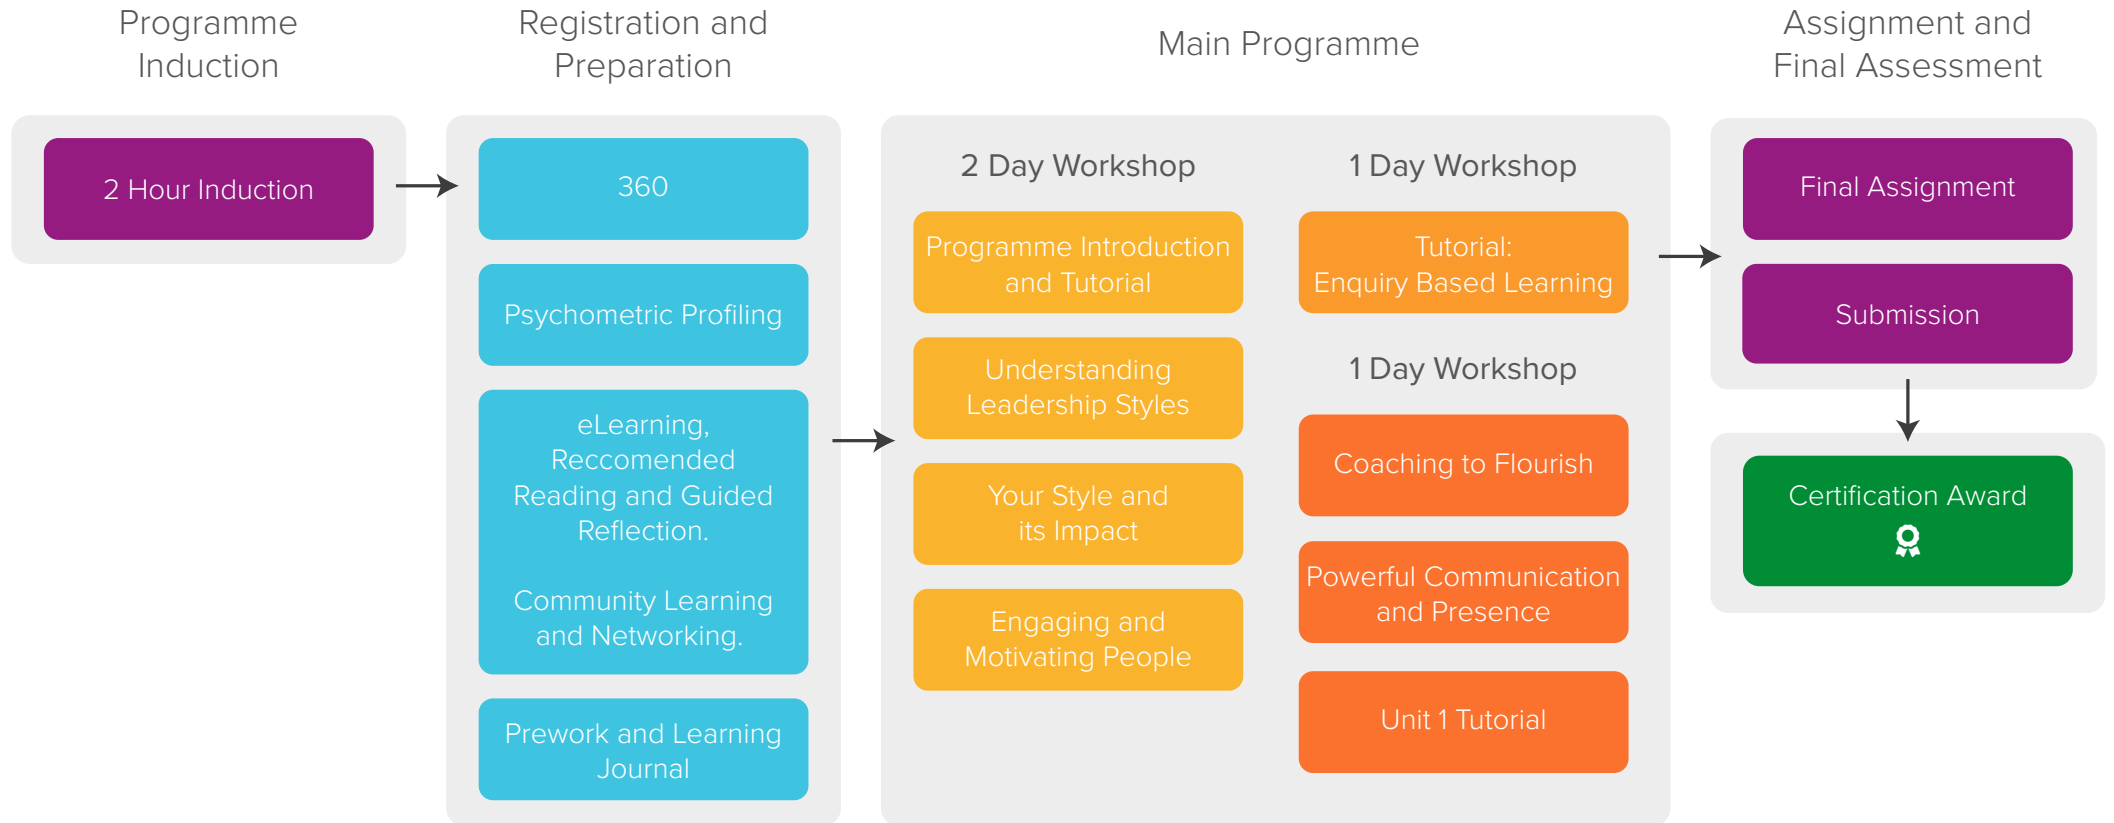 Programme
Induction
2 Hour Induction
Registration and
Preparation
360
Psychometric Profiling
eLearning,
Reccomended
Reading and Guided
Reflection.
Community Learning
and Networking.
Prework and Learning
Journal
Main Programme
2 Day Workshop
Programme Introduction
and Tutorial
Understanding
Leadership Styles
Your Style and
its Impact
Engaging and
Motivating People
1 Day Workshop
Tutorial:
Enquiry Based Learning
1 Day Workshop
Coaching to Flourish
Powerful Communication
and Presence
Unit 1 Tutorial
Assignment and
Final Assessment
Final Assignment
Submission
Certification Award